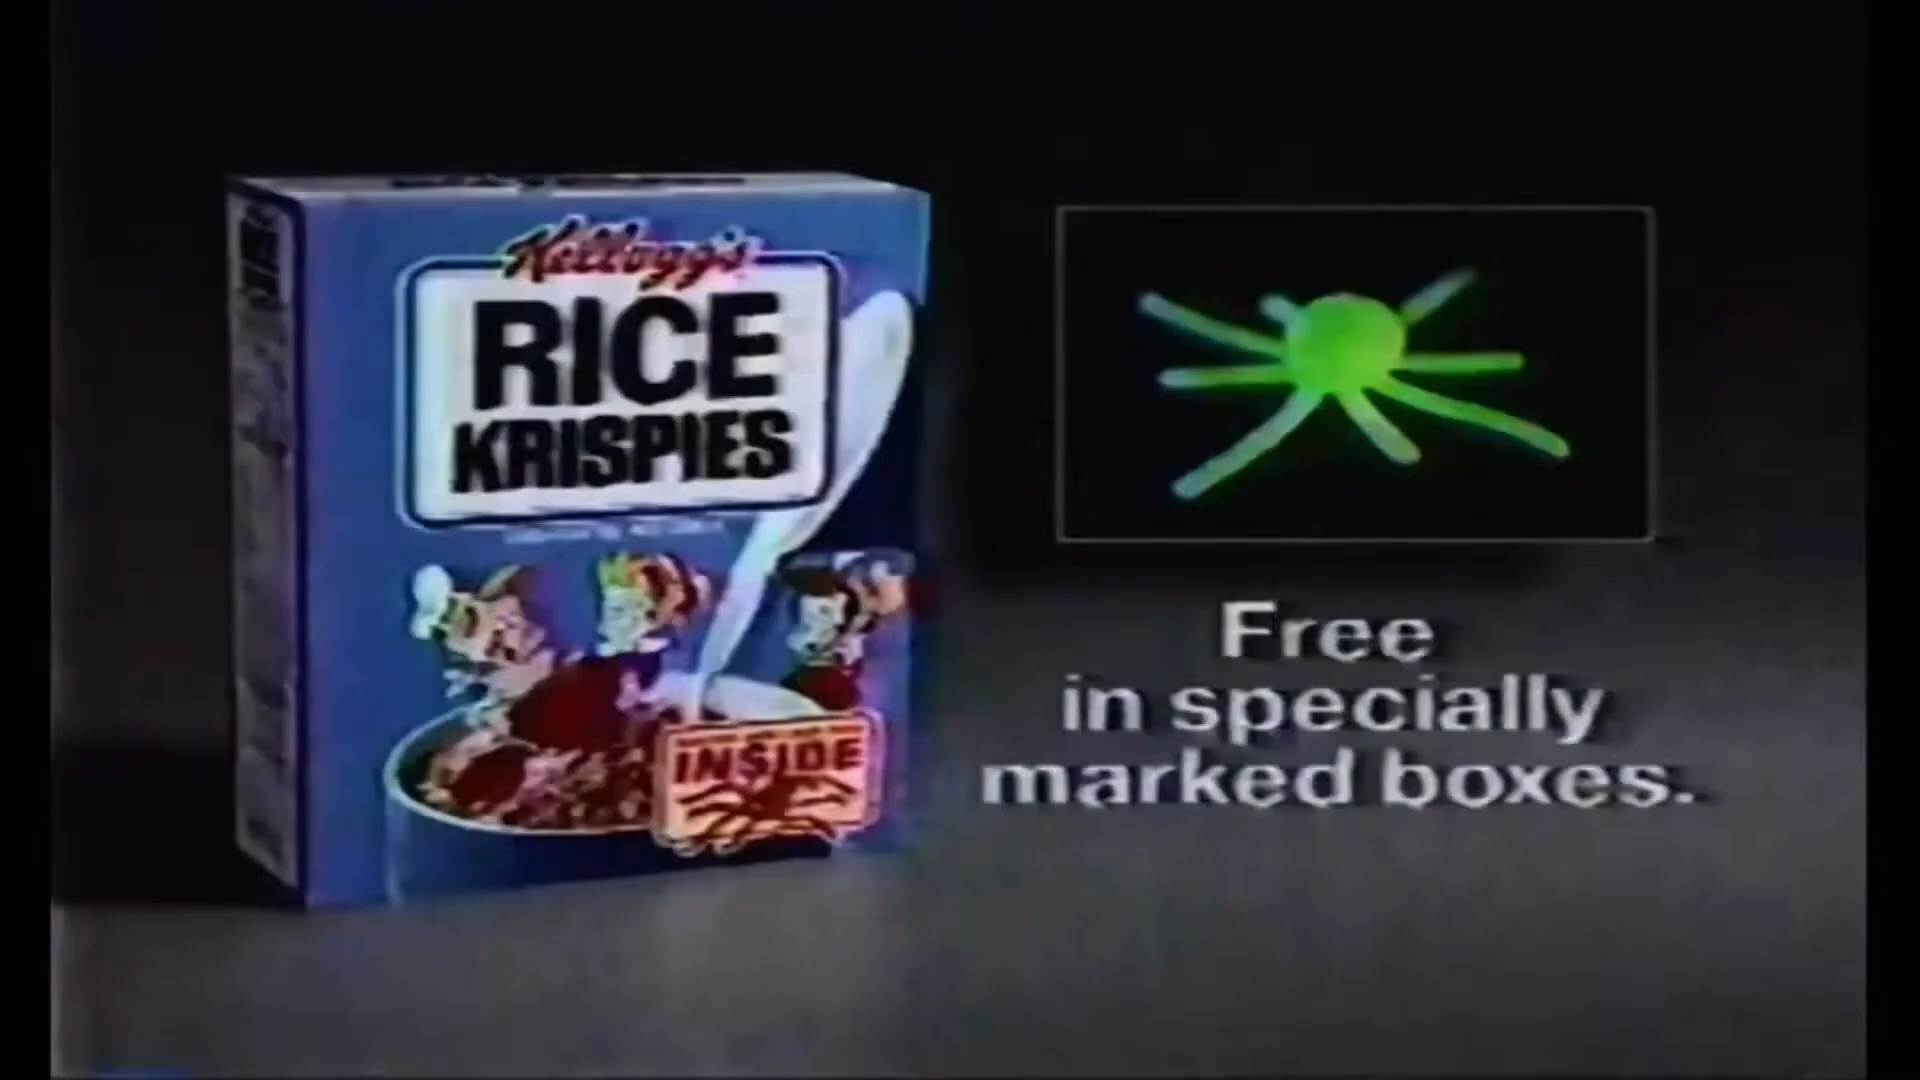 Kellogg's
RICE
KRISPIES
INSIDE
Free
in specially
marked boxes.